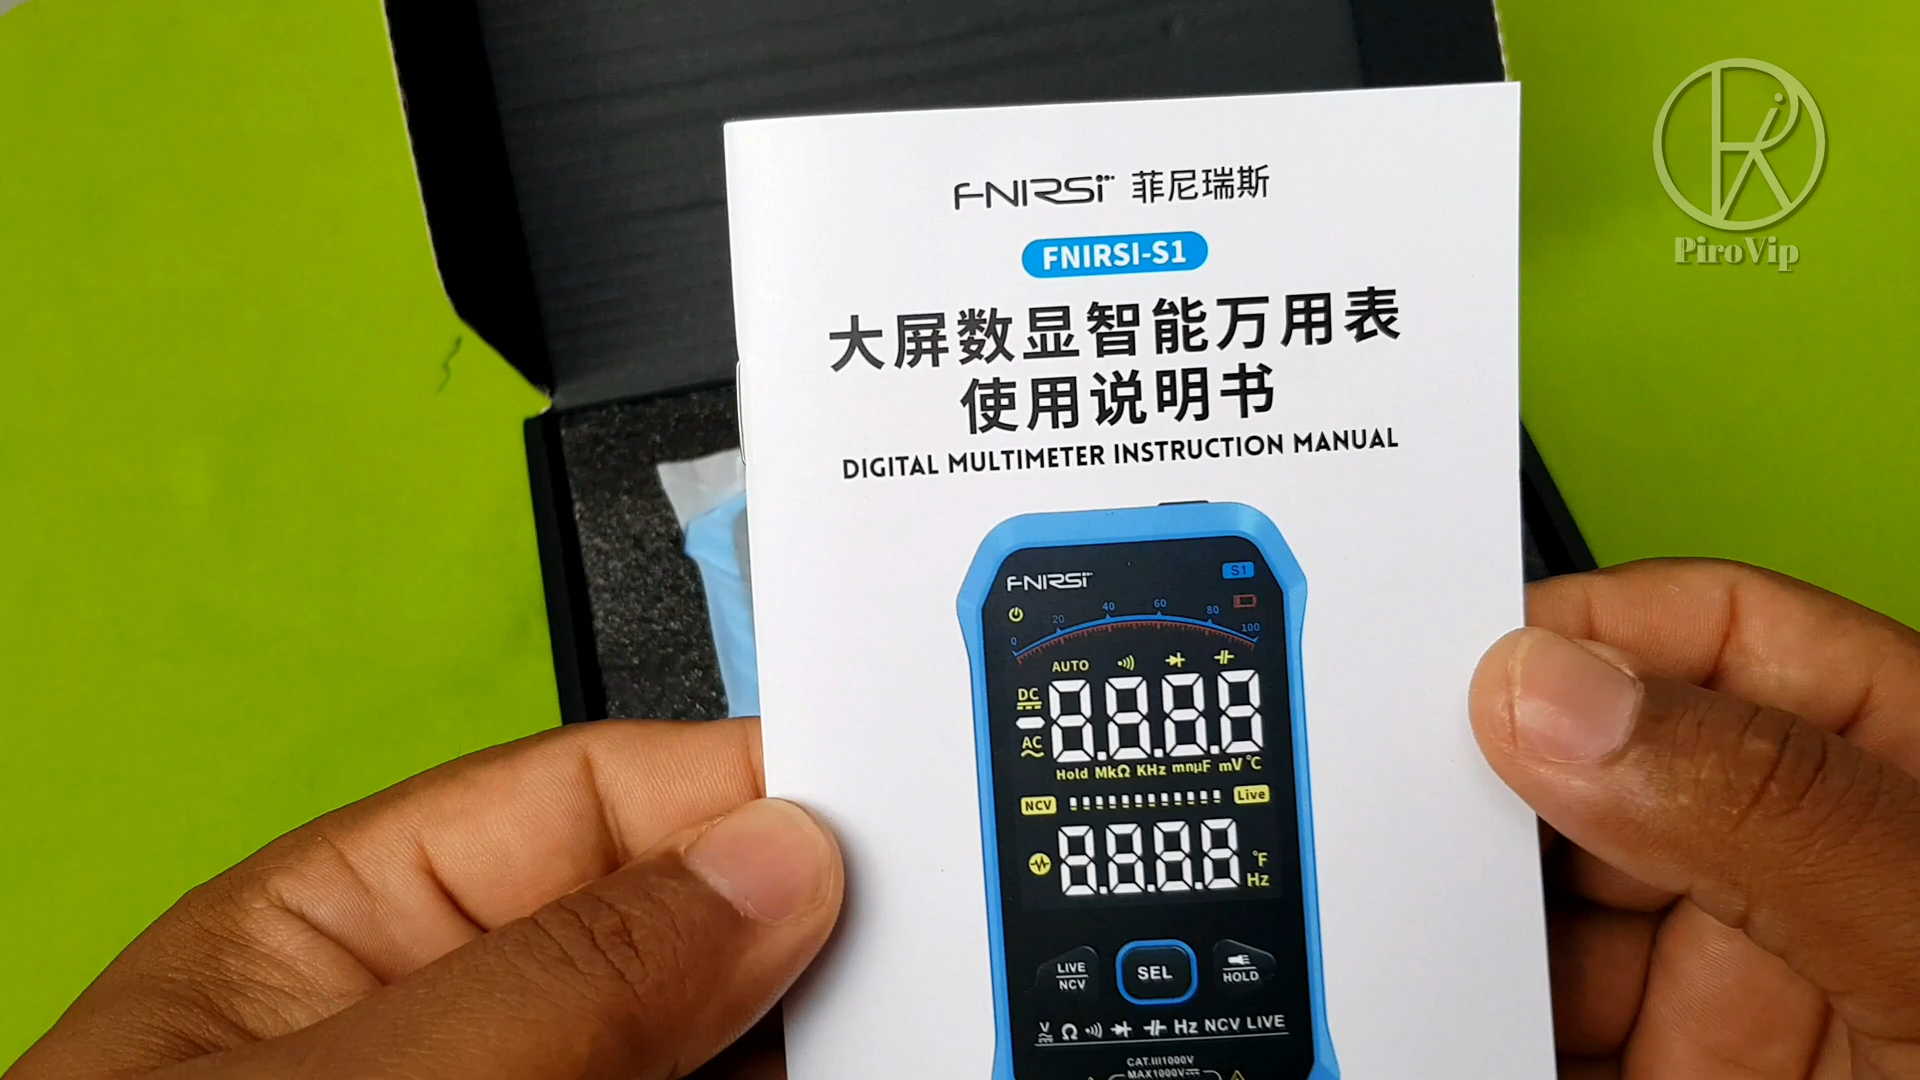 FNIRSI 菲尼瑞斯
FNIRSI-S1
大屏数显智能万用表
使用说明书
DIGITAL MULTIMETER INSTRUCTION MANUAL
PiroVip
FNIRSI S1
0 20 40 60 80 100
AUTO
DC
8.8.8.8
AC
Hold MkΩ KHz mnμF mV ℃
NCV Live
8.8.8.8
℉
Hz
LIVE
NCV
SEL
HOLD
V Ω Hz NCV LIVE
CAT.III1000V
MAX1000V